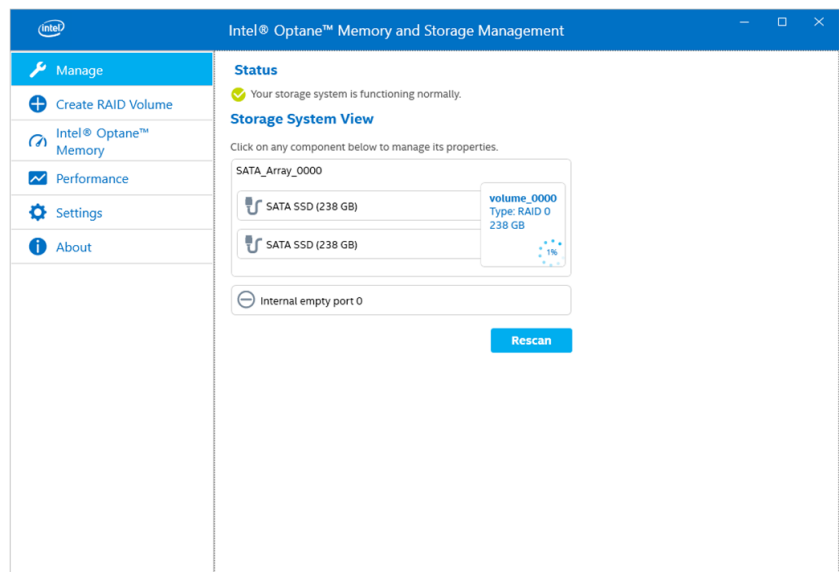 intel
Intel® Optane™ Memory and Storage Management
Manage
Create RAID Volume
Intel® Optane™
Memory
Performance
Settings
About
Status
Your storage system is functioning normally.
Storage System View
Click on any component below to manage its properties.
SATA_Array_0000
SATA SSD (238 GB)
SATA SSD (238 GB)
volume_0000
Type: RAID 0
238 GB
1%
Internal empty port 0
Rescan